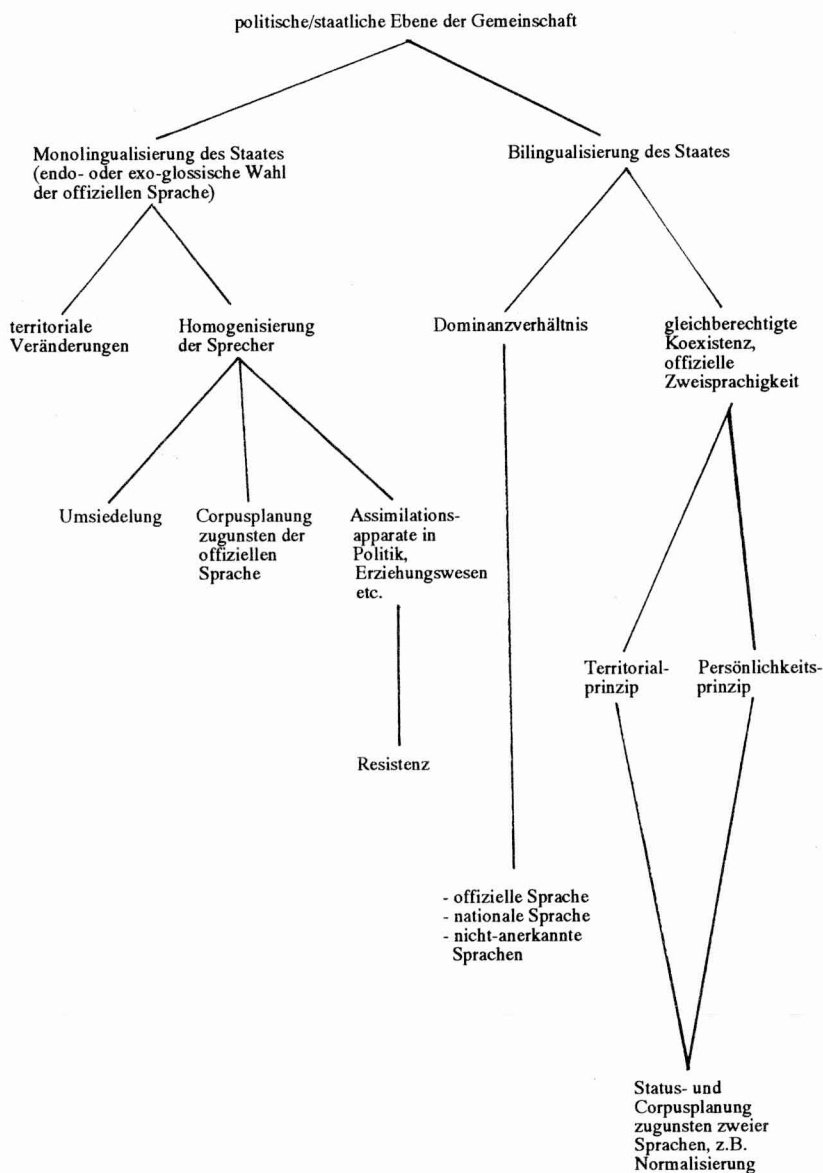 politische/staatliche Ebene der Gemeinschaft
Monolingualisierung des Staates
(endo- oder exo-glossische Wahl
der offiziellen Sprache)
Bilingualisierung des Staates
territoriale
Veränderungen
Homogenisierung
der Sprecher
Dominanzverhältnis
gleichberechtigte
Koexistenz,
offizielle
Zweisprachigkeit
Umsiedelung
Corpusplanung
zugunsten der
offiziellen
Sprache
Assimilations-
apparate in
Politik,
Erziehungswesen
etc.
Territorial-
prinzip
Persönlichkeits-
prinzip
Resistenz
- offizielle Sprache
- nationale Sprache
- nicht-anerkannte
Sprachen
Status- und
Corpusplanung
zugunsten zweier
Sprachen, z.B.
Normalisierung